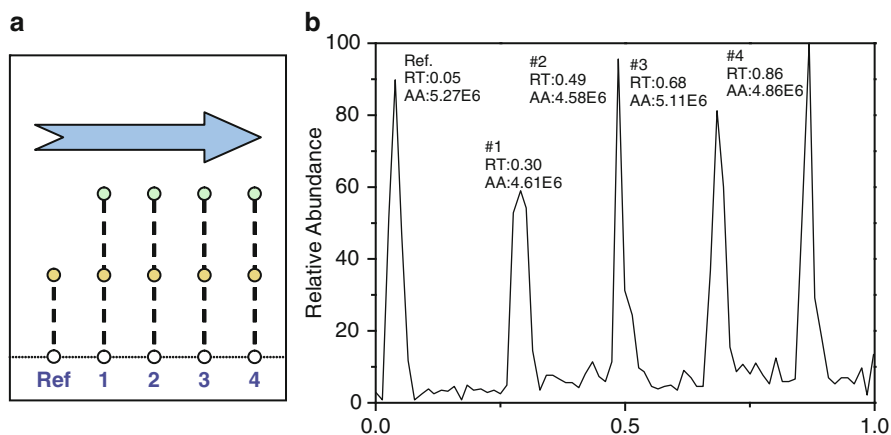 a
Ref 1 2 3 4
b
Relative Abundance
100
80
60
40
20
0
0.0 0.5 1.0
Ref.
RT:0.05
AA:5.27E6
#1
RT:0.30
AA:4.61E6
#2
RT:0.49
AA:4.58E6
#3
RT:0.68
AA:5.11E6
#4
RT:0.86
AA:4.86E6